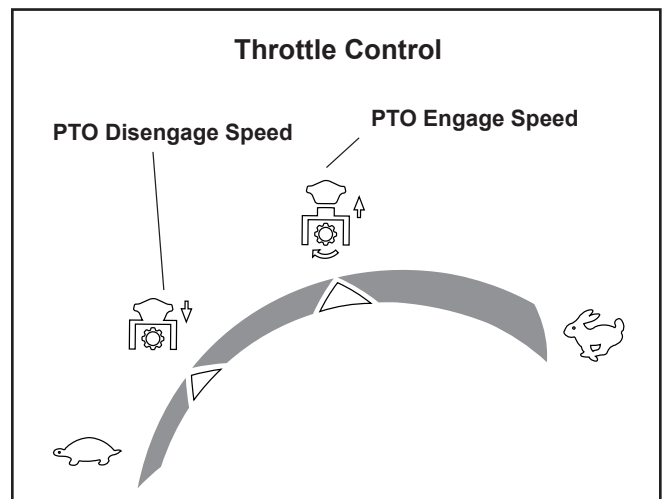 Throttle Control
PTO Disengage Speed
PTO Engage Speed